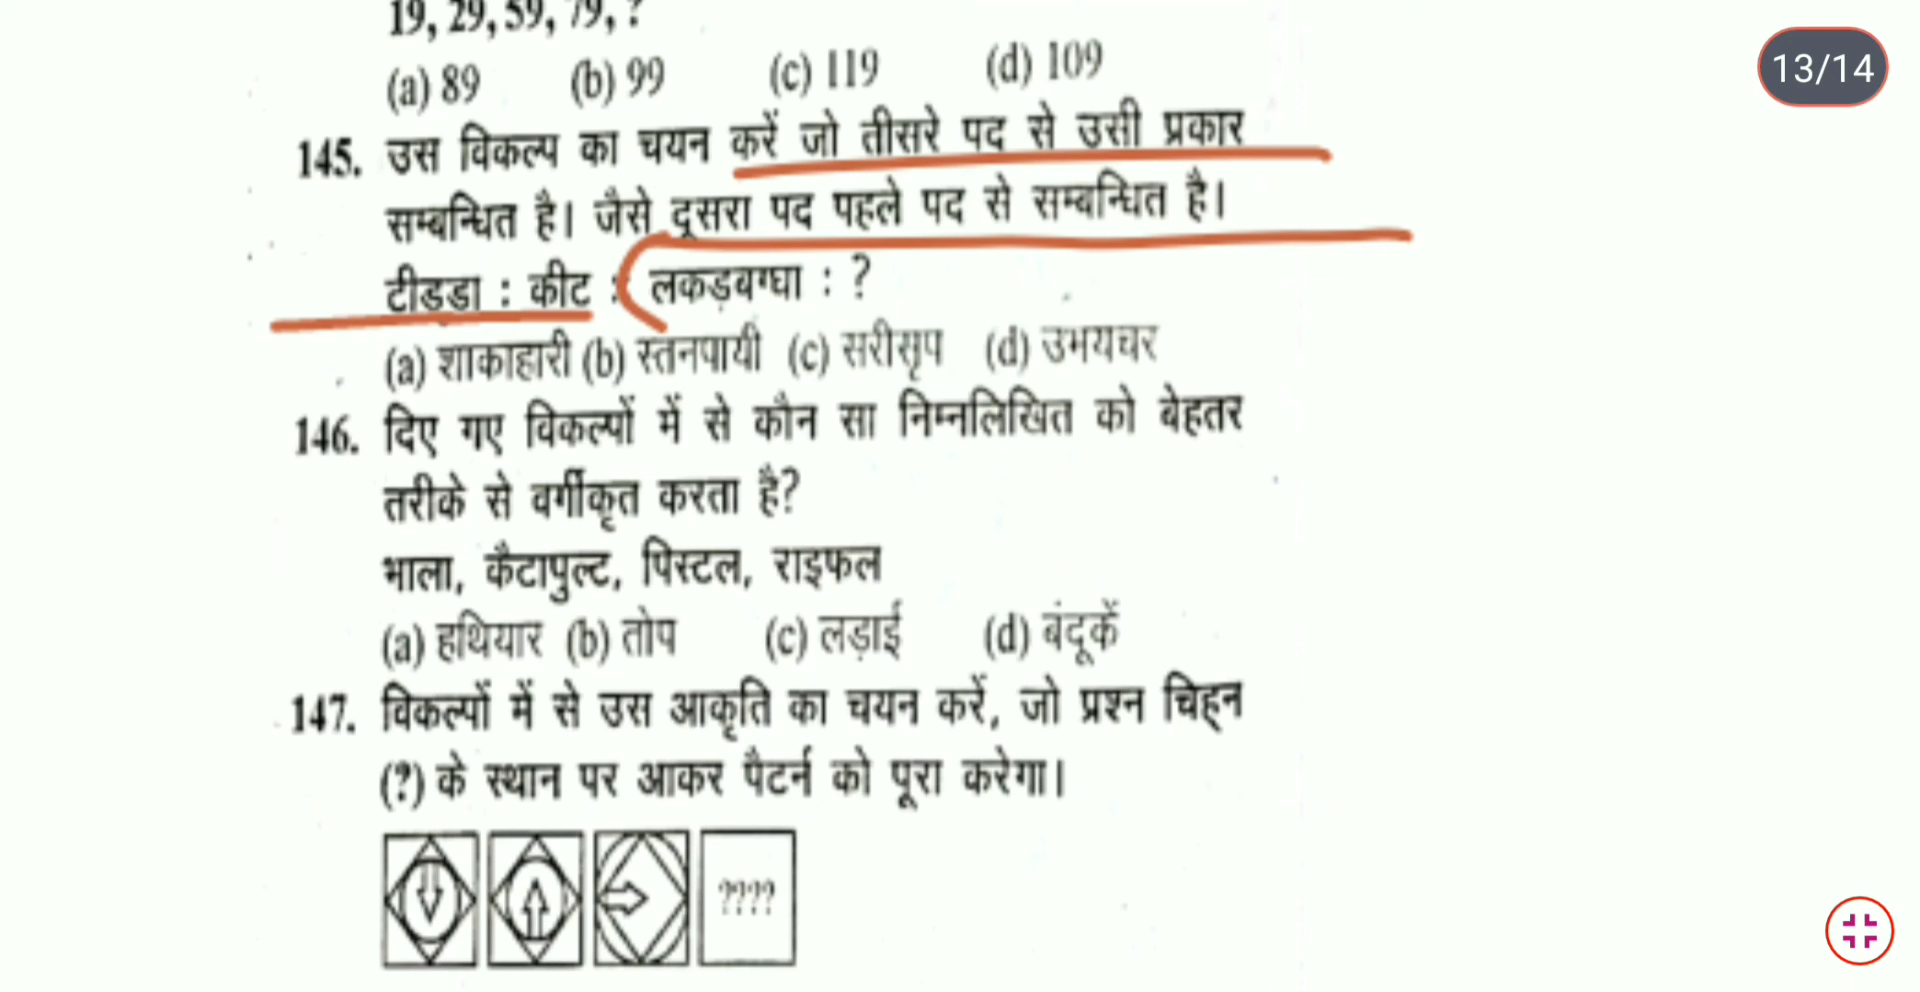 19, 29, 59, 79, ?
(a) 89 (b) 99 (c) 119 (d) 109
13/14
145. उस विकल्प का चयन करें जो तीसरे पद से उसी प्रकार
सम्बन्धित है। जैसे दूसरा पद पहले पद से सम्बन्धित है।
टीडडा : कीट : लकड़बग्घा : ?
(a) शाकाहारी (b) स्तनपायी (c) सरीसृप (d) उभयचर
146. दिए गए विकल्पों में से कौन सा निम्नलिखित को बेहतर
तरीके से वर्गीकृत करता है?
भाला, कैटापुल्ट, पिस्टल, राइफल
(a) हथियार (b) तोप (c) लड़ाई (d) बंदूकें
147. विकल्पों में से उस आकृति का चयन करें, जो प्रश्न चिह्न
(?) के स्थान पर आकर पैटर्न को पूरा करेगा।
????